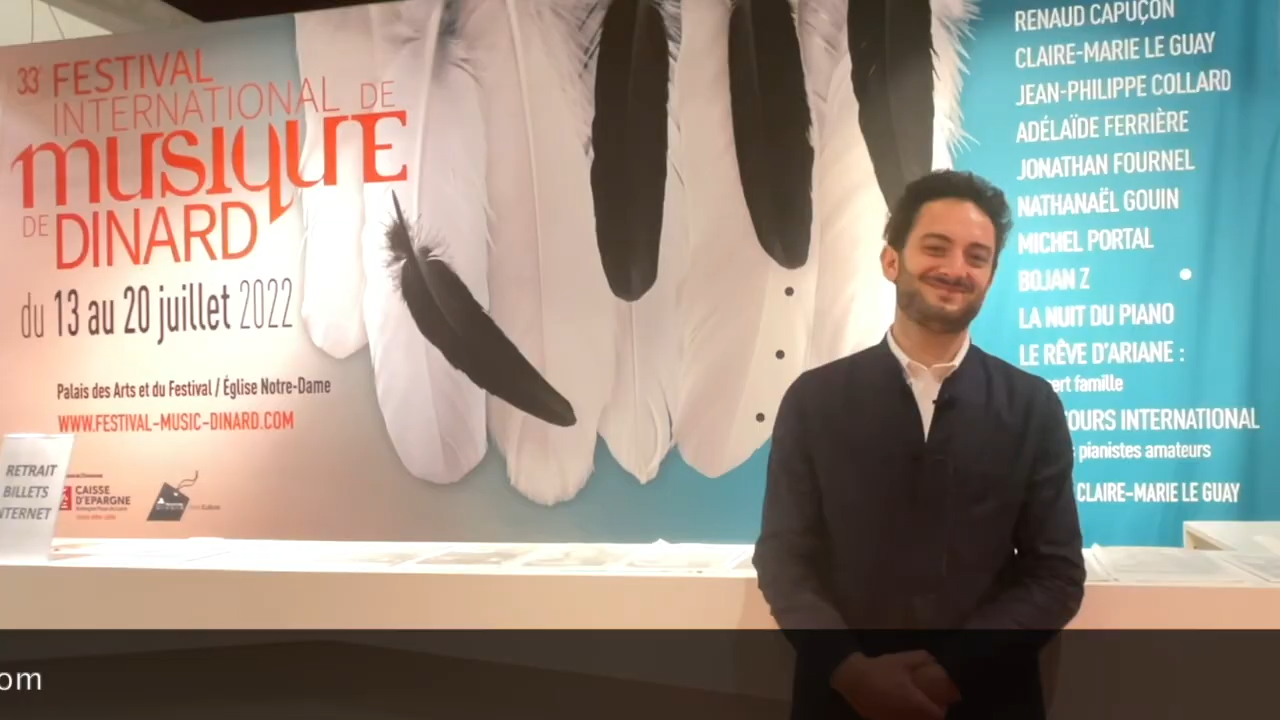 33e FESTIVAL
INTERNATIONAL DE
musIqUE
DE DINARD
du 13 au 20 juillet 2022
Palais des Arts et du Festival / Église Notre-Dame
WWW.FESTIVAL-MUSIC-DINARD.COM
RETRAIT
BILLETS
NTERNET
CAISSE
D'EPARGNE
RENAUD CAPUÇON
CLAIRE-MARIE LE GUAY
JEAN-PHILIPPE COLLARD
ADÉLAÏDE FERRIÈRE
JONATHAN FOURNEL
NATHANAËL GOUIN
MICHEL PORTAL
BOJAN Z
LA NUIT DU PIANO
LE RÊVE D'ARIANE :
ert famille
OURS INTERNATIONAL
pianistes amateurs
CLAIRE-MARIE LE GUAY
om